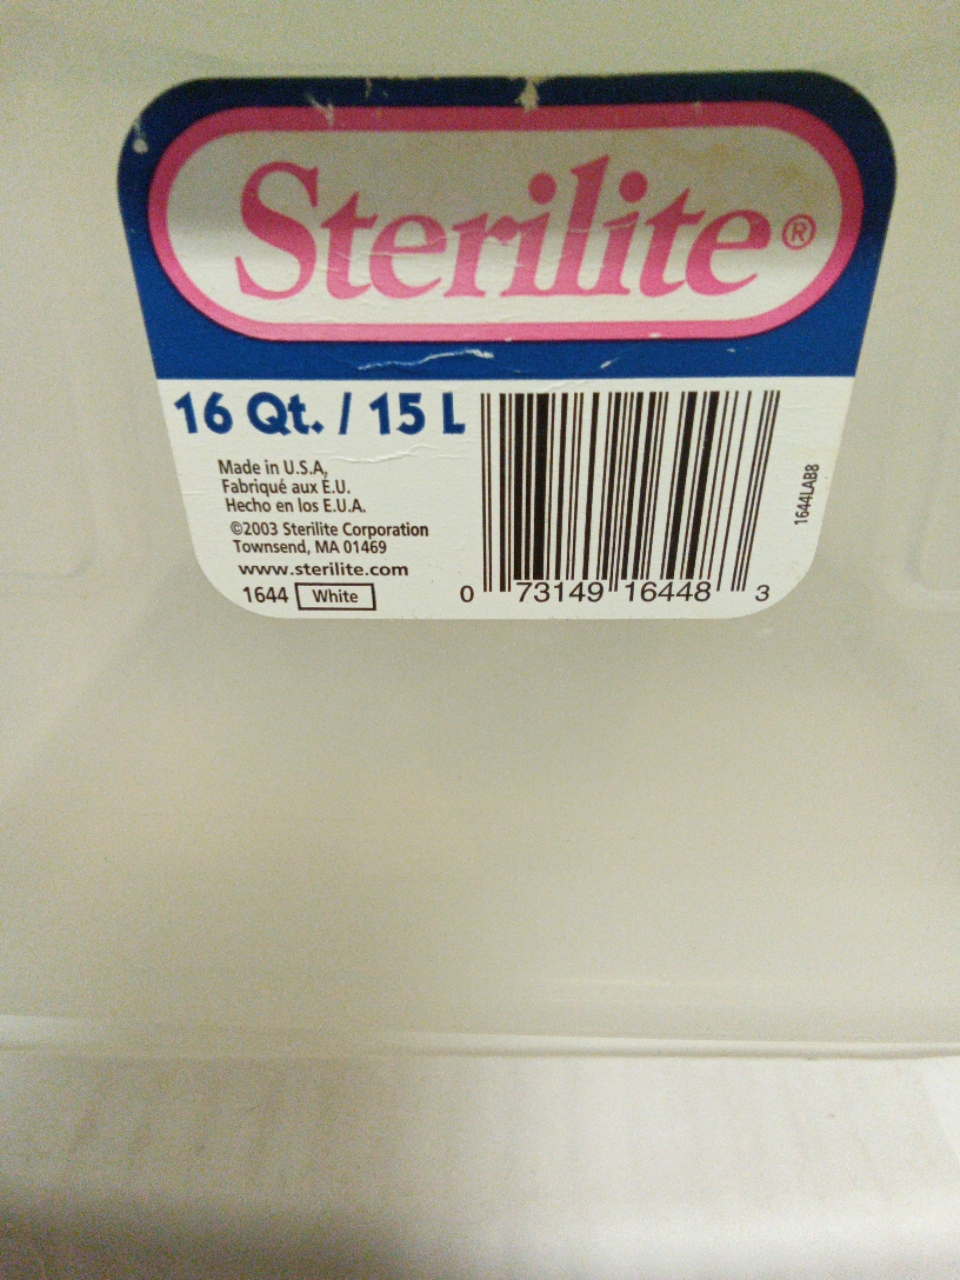 Sterilite®
16 Qt. / 15 L
Made in U.S.A,
Fabriqué aux É.U.
Hecho en los E.U.A.
©2003 Sterilite Corporation
Townsend, MA 01469
www.sterilite.com
1644 White
0 73149 16448 3
1644LAB8